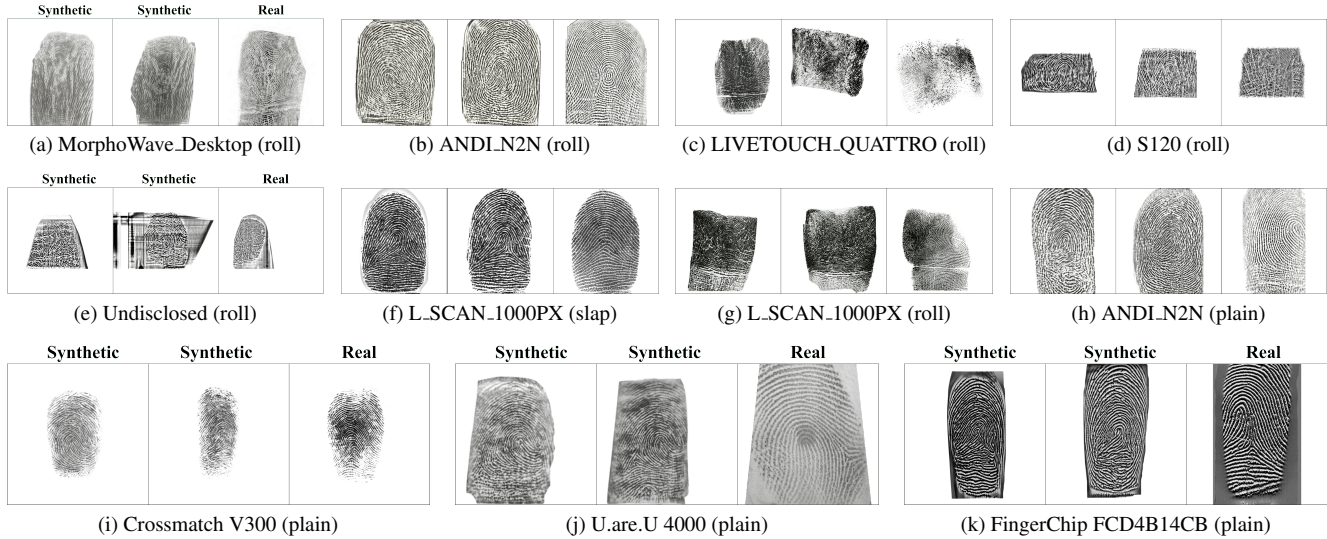 Synthetic Synthetic Real
(a) MorphoWave_Desktop (roll) (b) ANDI_N2N (roll) (c) LIVETOUCH_QUATTRO (roll) (d) S120 (roll)
Synthetic Synthetic Real
(e) Undisclosed (roll) (f) L_SCAN_1000PX (slap) (g) L_SCAN_1000PX (roll) (h) ANDI_N2N (plain)
Synthetic Synthetic Real Synthetic Synthetic Real Synthetic Synthetic Real
(i) Crossmatch V300 (plain) (j) U.are.U 4000 (plain) (k) FingerChip FCD4B14CB (plain)